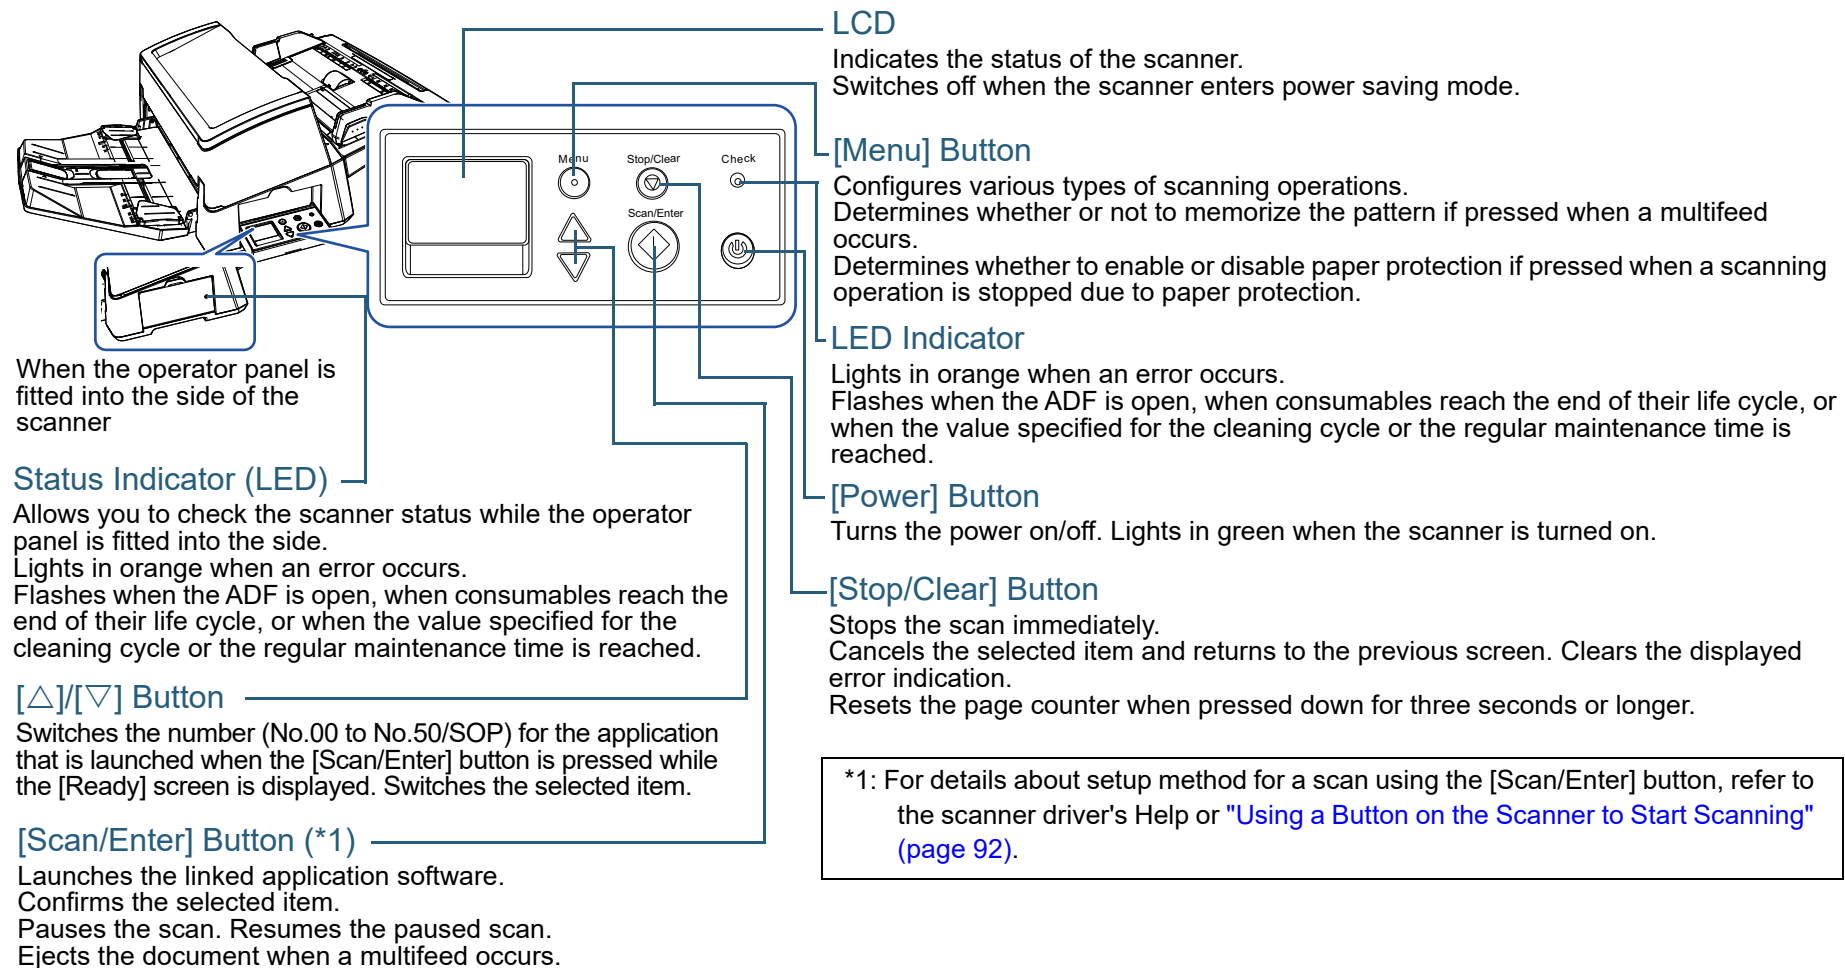 LCD
Indicates the status of the scanner.
Switches off when the scanner enters power saving mode.
Menu
Stop/Clear
Check
Scan/Enter
[Menu] Button
Configures various types of scanning operations.
Determines whether or not to memorize the pattern if pressed when a multifeed
occurs.
Determines whether to enable or disable paper protection if pressed when a scanning
operation is stopped due to paper protection.
LED Indicator
Lights in orange when an error occurs.
Flashes when the ADF is open, when consumables reach the end of their life cycle, or
when the value specified for the cleaning cycle or the regular maintenance time is
reached.
[Power] Button
Turns the power on/off. Lights in green when the scanner is turned on.
[Stop/Clear] Button
Stops the scan immediately.
Cancels the selected item and returns to the previous screen. Clears the displayed
error indication.
Resets the page counter when pressed down for three seconds or longer.
When the operator panel is
fitted into the side of the
scanner
Status Indicator (LED)
Allows you to check the scanner status while the operator
panel is fitted into the side.
Lights in orange when an error occurs.
Flashes when the ADF is open, when consumables reach the
end of their life cycle, or when the value specified for the
cleaning cycle or the regular maintenance time is reached.
[△]/[▽] Button
Switches the number (No.00 to No.50/SOP) for the application
that is launched when the [Scan/Enter] button is pressed while
the [Ready] screen is displayed. Switches the selected item.
[Scan/Enter] Button (*1)
Launches the linked application software.
Confirms the selected item.
Pauses the scan. Resumes the paused scan.
Ejects the document when a multifeed occurs.
*1: For details about setup method for a scan using the [Scan/Enter] button, refer to
the scanner driver's Help or "Using a Button on the Scanner to Start Scanning"
(page 92).